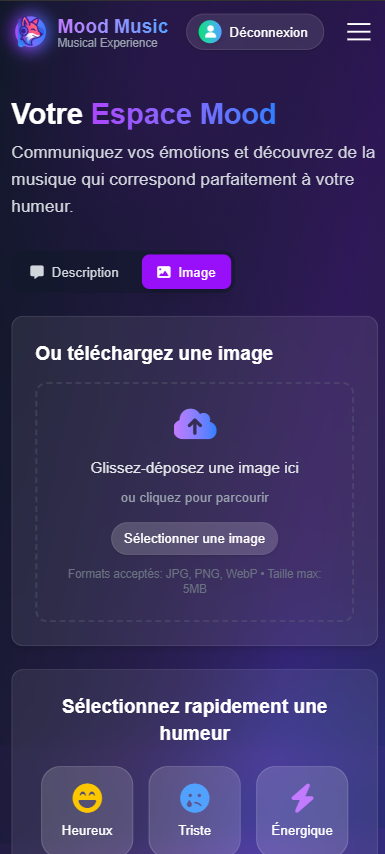 Mood Music
Musical Experience
Déconnexion
Votre Espace Mood
Communiquez vos émotions et découvrez de la
musique qui correspond parfaitement à votre
humeur.
Description
Image
Ou téléchargez une image
Glissez-déposez une image ici
ou cliquez pour parcourir
Sélectionner une image
Formats acceptés: JPG, PNG, WebP • Taille max:
5MB
Sélectionnez rapidement une
humeur
Heureux
Triste
Énergique